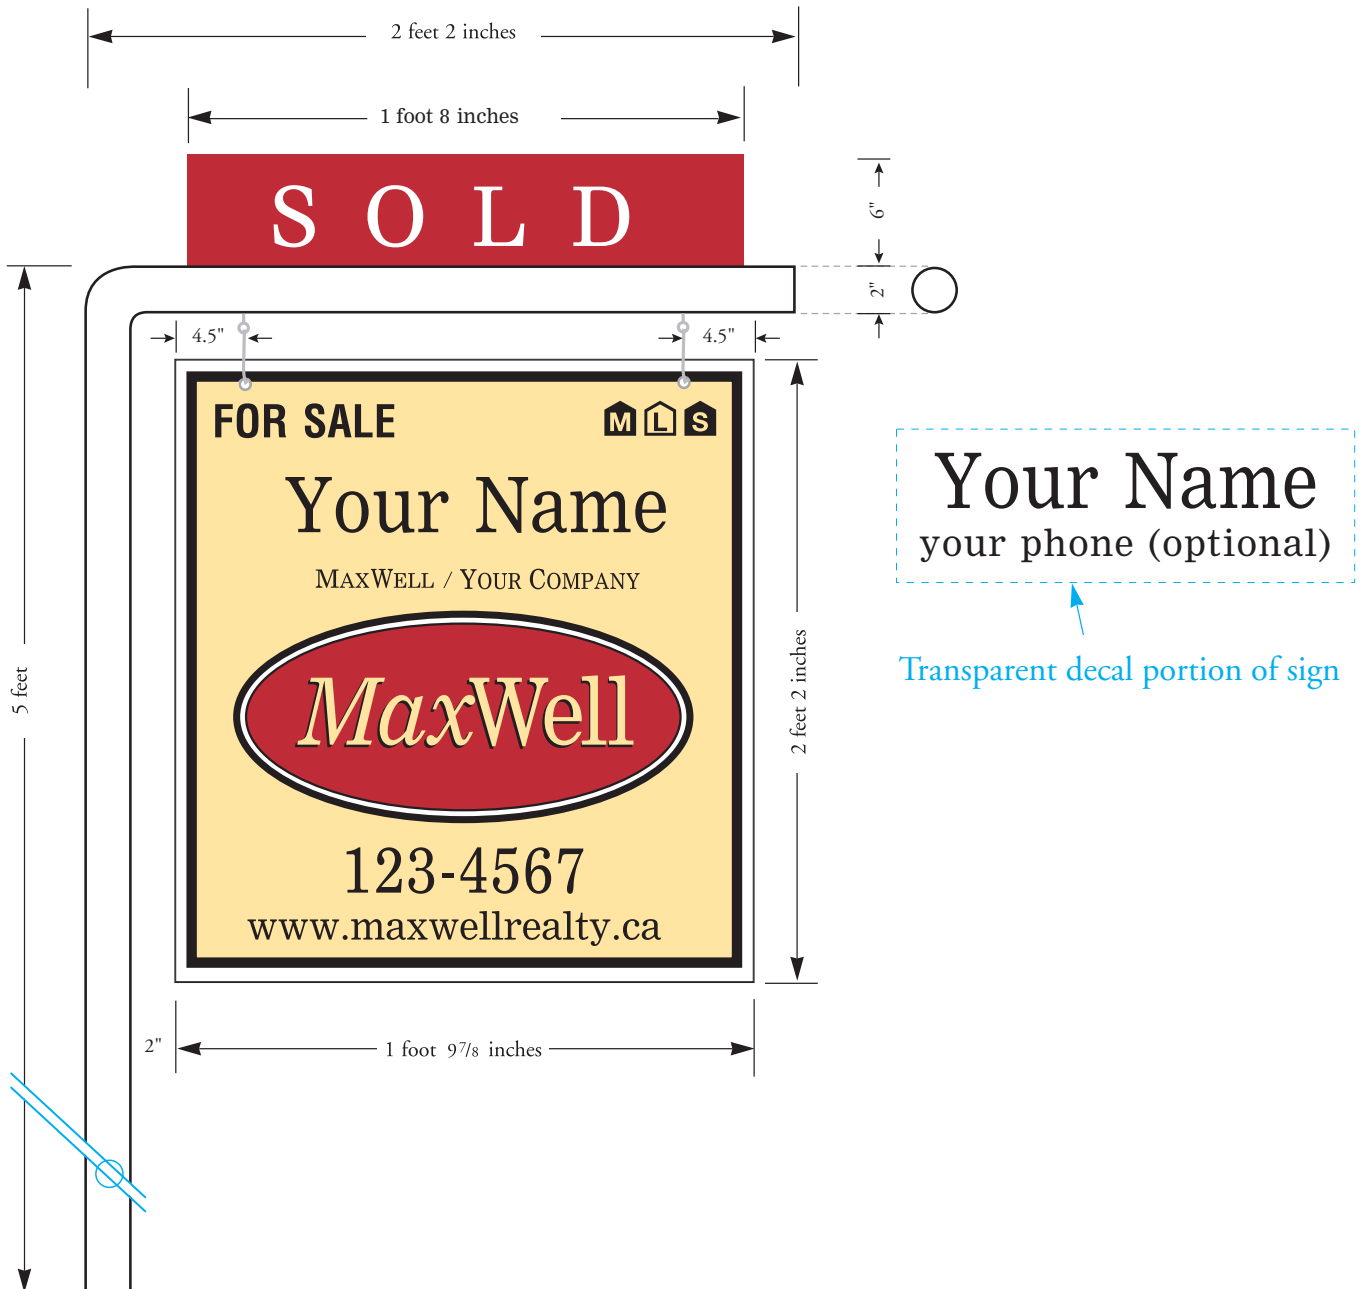 2 feet 2 inches
1 foot 8 inches
SOLD
6"
2"
4.5"
4.5"
FOR SALE
MLS
Your Name
MAXWELL / YOUR COMPANY
MaxWell
123-4567
www.maxwellrealty.ca
5 feet
2 feet 2 inches
2"
1 foot 9 7/8 inches
Your Name
your phone (optional)
Transparent decal portion of sign